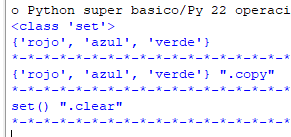 o Python super basico/Py 22 operaci
<class 'set'>
{'rojo', 'azul', 'verde'}
*-*-*-*-*-*-*-*-*-*-*-*-*-*-*-*-*-*
{'rojo', 'azul', 'verde'} ".copy"
*-*-*-*-*-*-*-*-*-*-*-*-*-*-*-*-*-*
set() ".clear"
*-*-*-*-*-*-*-*-*-*-*-*-*-*-*-*-*-*